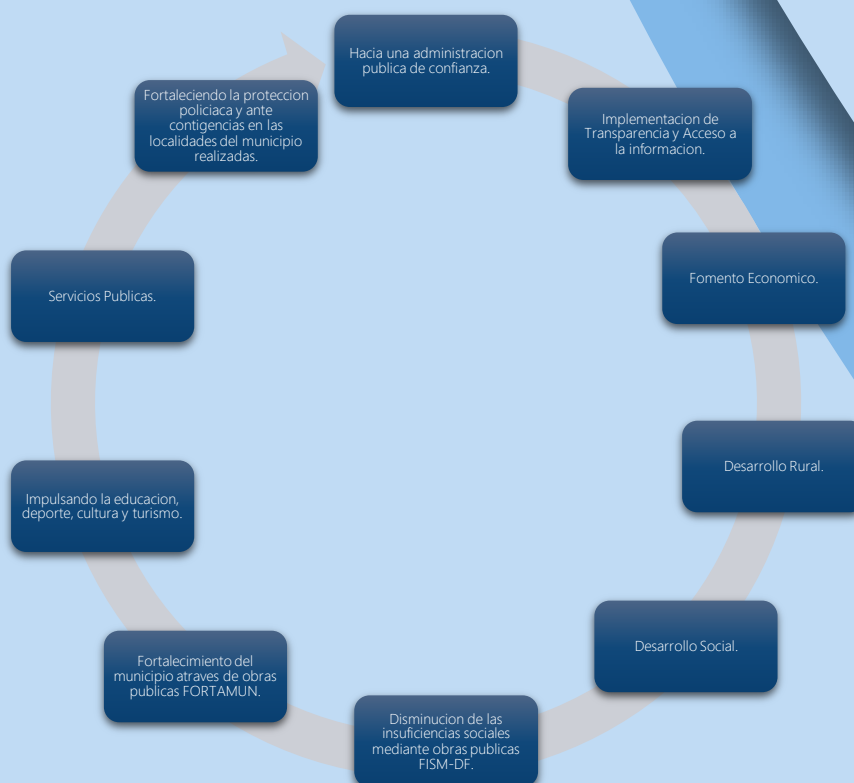 Hacia una administracion
publica de confianza.
Implementacion de
Transparencia y Acceso a
la informacion.
Fomento Economico.
Desarrollo Rural.
Desarrollo Social.
Disminucion de las
insuficiencias sociales
mediante obras publicas
FISM-DF.
Fortalecimiento del
municipio atraves de obras
publicas FORTAMUN.
Impulsando la educacion,
deporte, cultura y turismo.
Servicios Publicas.
Fortaleciendo la proteccion
policiaca y ante
contigencias en las
localidades del municipio
realizadas.